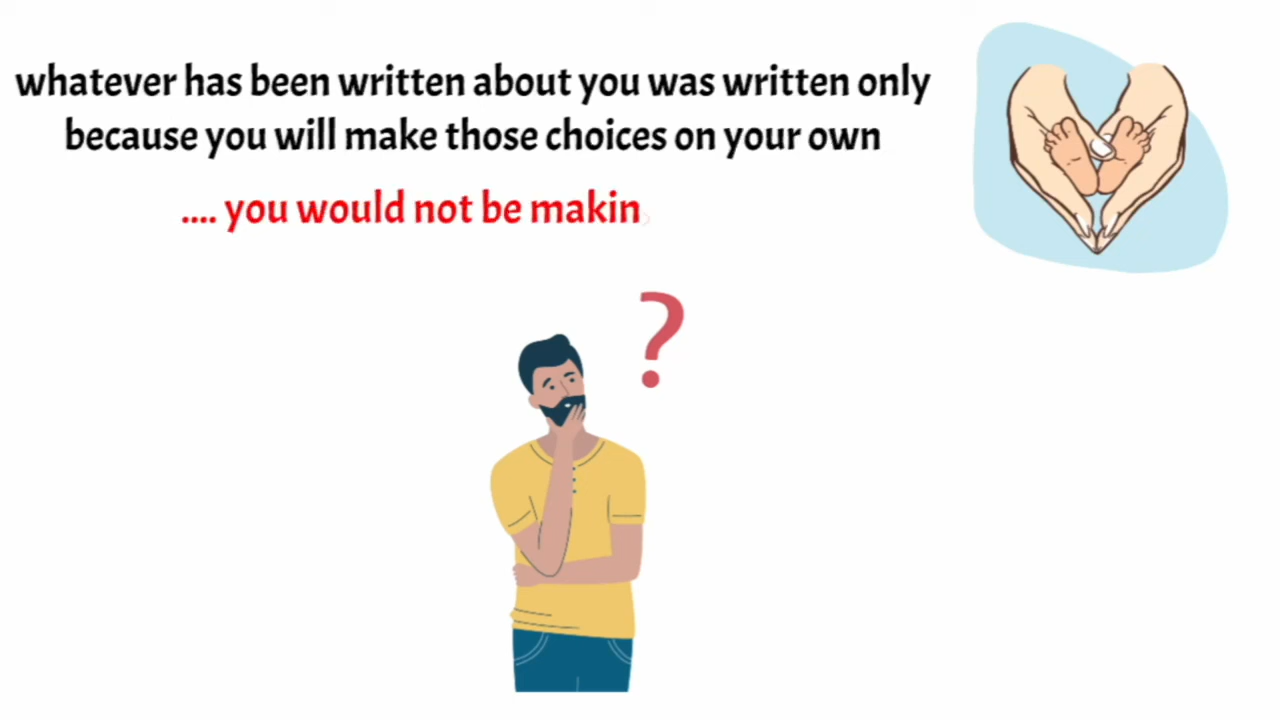 whatever has been written about you was written only
because you will make those choices on your own
.... you would not be makin
?